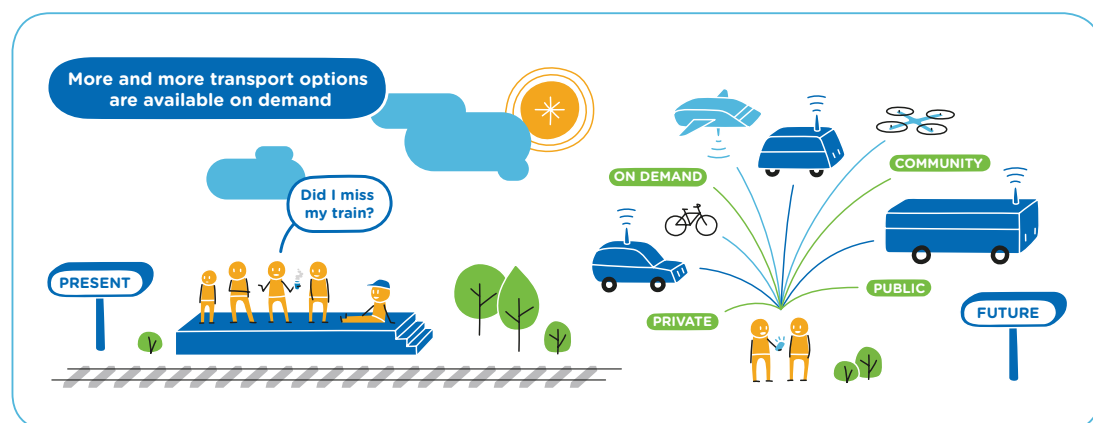 More and more transport options
are available on demand
Did I miss
my train?
PRESENT
ON DEMAND
COMMUNITY
PUBLIC
PRIVATE
FUTURE